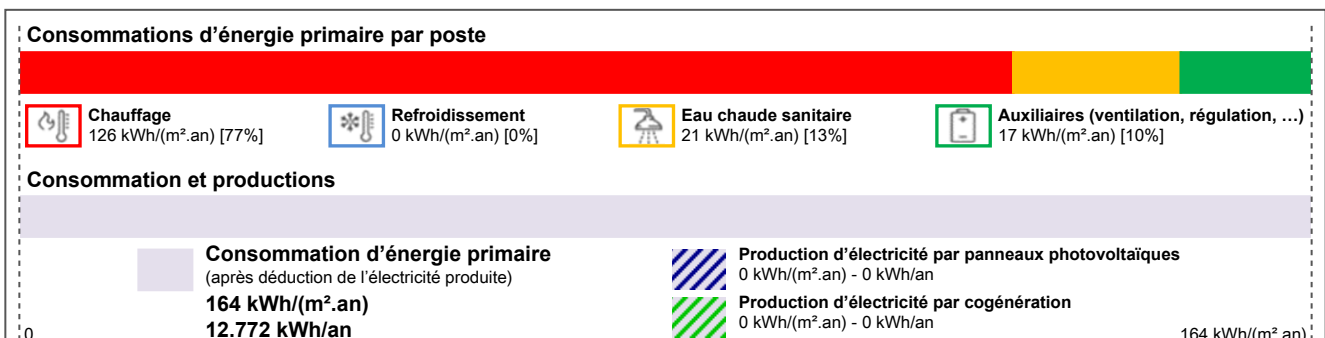 Consommations d'énergie primaire par poste
Chauffage
126 kWh/(m².an) [77%]
Refroidissement
0 kWh/(m².an) [0%]
Eau chaude sanitaire
21 kWh/(m².an) [13%]
Auxiliaires (ventilation, régulation, …)
17 kWh/(m².an) [10%]
Consommation et productions
Consommation d'énergie primaire
(après déduction de l'électricité produite)
164 kWh/(m².an)
12.772 kWh/an
Production d'électricité par panneaux photovoltaïques
0 kWh/(m².an) - 0 kWh/an
Production d'électricité par cogénération
0 kWh/(m².an) - 0 kWh/an
0
164 kWh/(m².an)